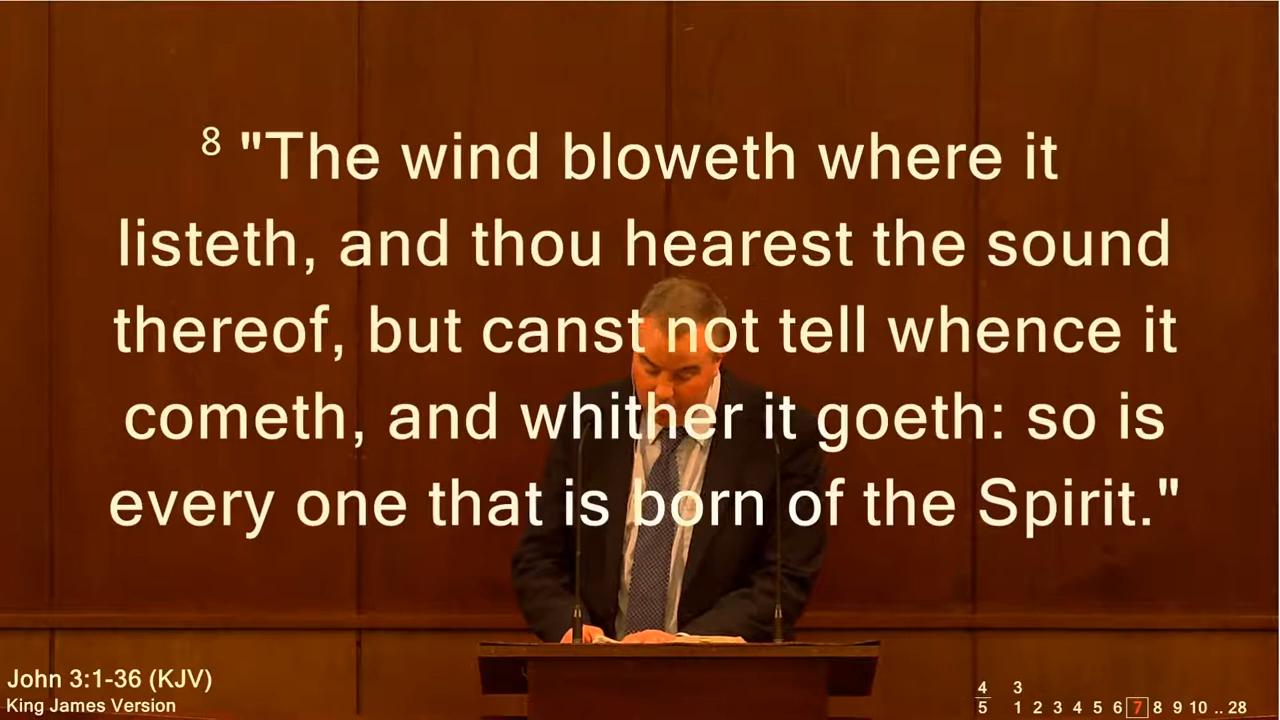 8 "The wind bloweth where it
listeth, and thou hearest the sound
thereof, but canst not tell whence it
cometh, and whither it goeth: so is
every one that is born of the Spirit."
John 3:1-36 (KJV)
King James Version
4 3
5 1 2 3 4 5 6 7 8 9 10 .. 28